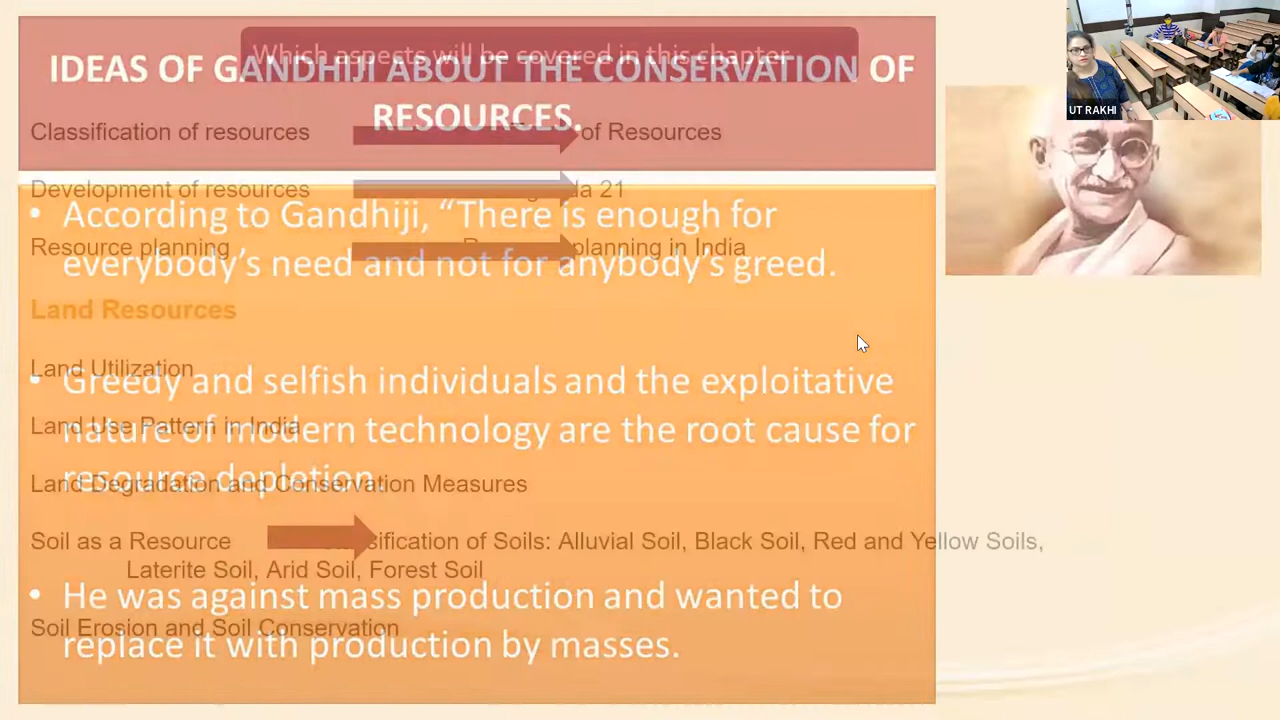 IDEAS OF GANDHIJI ABOUT THE CONSERVATION OF
RESOURCES.
• According to Gandhiji, “There is enough for
everybody’s need and not for anybody’s greed.
• Greedy and selfish individuals and the exploitative
nature of modern technology are the root cause for
resource depletion.
• He was against mass production and wanted to
replace it with production by masses.
Which aspects will be covered in this chapter
Classification of resources of Resources
Development of resources 21
Resource planning planning in India
Land Resources
Land Utilization
Land Use Pattern in India
Land Degradation and Conservation Measures
Soil as a Resource of Soils: Alluvial Soil, Black Soil, Red and Yellow Soils,
Laterite Soil, Arid Soil, Forest Soil
Soil Erosion and Soil Conservation
UT RAKHI